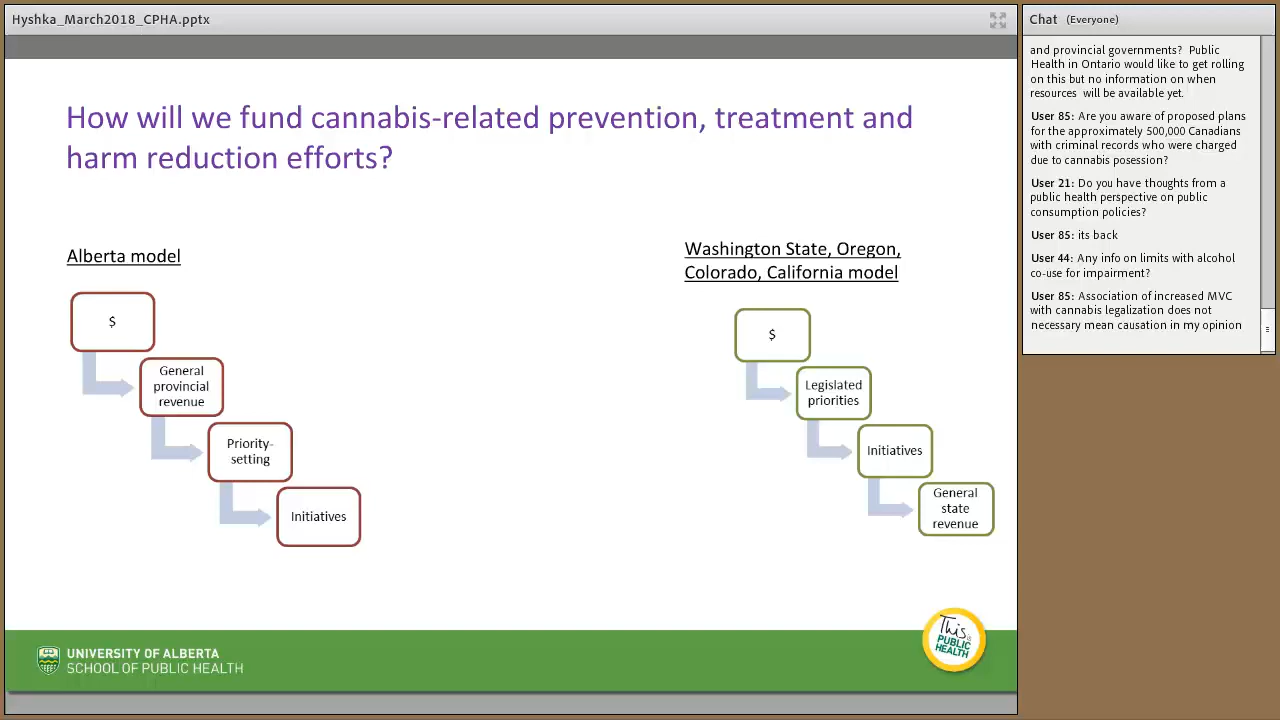 Hyshka_March2018_CPHA.pptx
How will we fund cannabis-related prevention, treatment and
harm reduction efforts?
Alberta model
$
General
provincial
revenue
Priority-
setting
Initiatives
Washington State, Oregon,
Colorado, California model
$
Legislated
priorities
Initiatives
General
state
revenue
UNIVERSITY OF ALBERTA
SCHOOL OF PUBLIC HEALTH
This is
PUBLIC
HEALTH
Chat (Everyone)
and provincial governments? Public
Health in Ontario would like to get rolling
on this but no information on when
resources will be available yet.
User 85: Are you aware of proposed plans
for the approximately 500,000 Canadians
with criminal records who were charged
due to cannabis posession?
User 21: Do you have thoughts from a
public health perspective on public
consumption policies?
User 85: its back
User 44: Any info on limits with alcohol
co-use for impairment?
User 85: Association of increased MVC
with cannabis legalization does not
necessary mean causation in my opinion